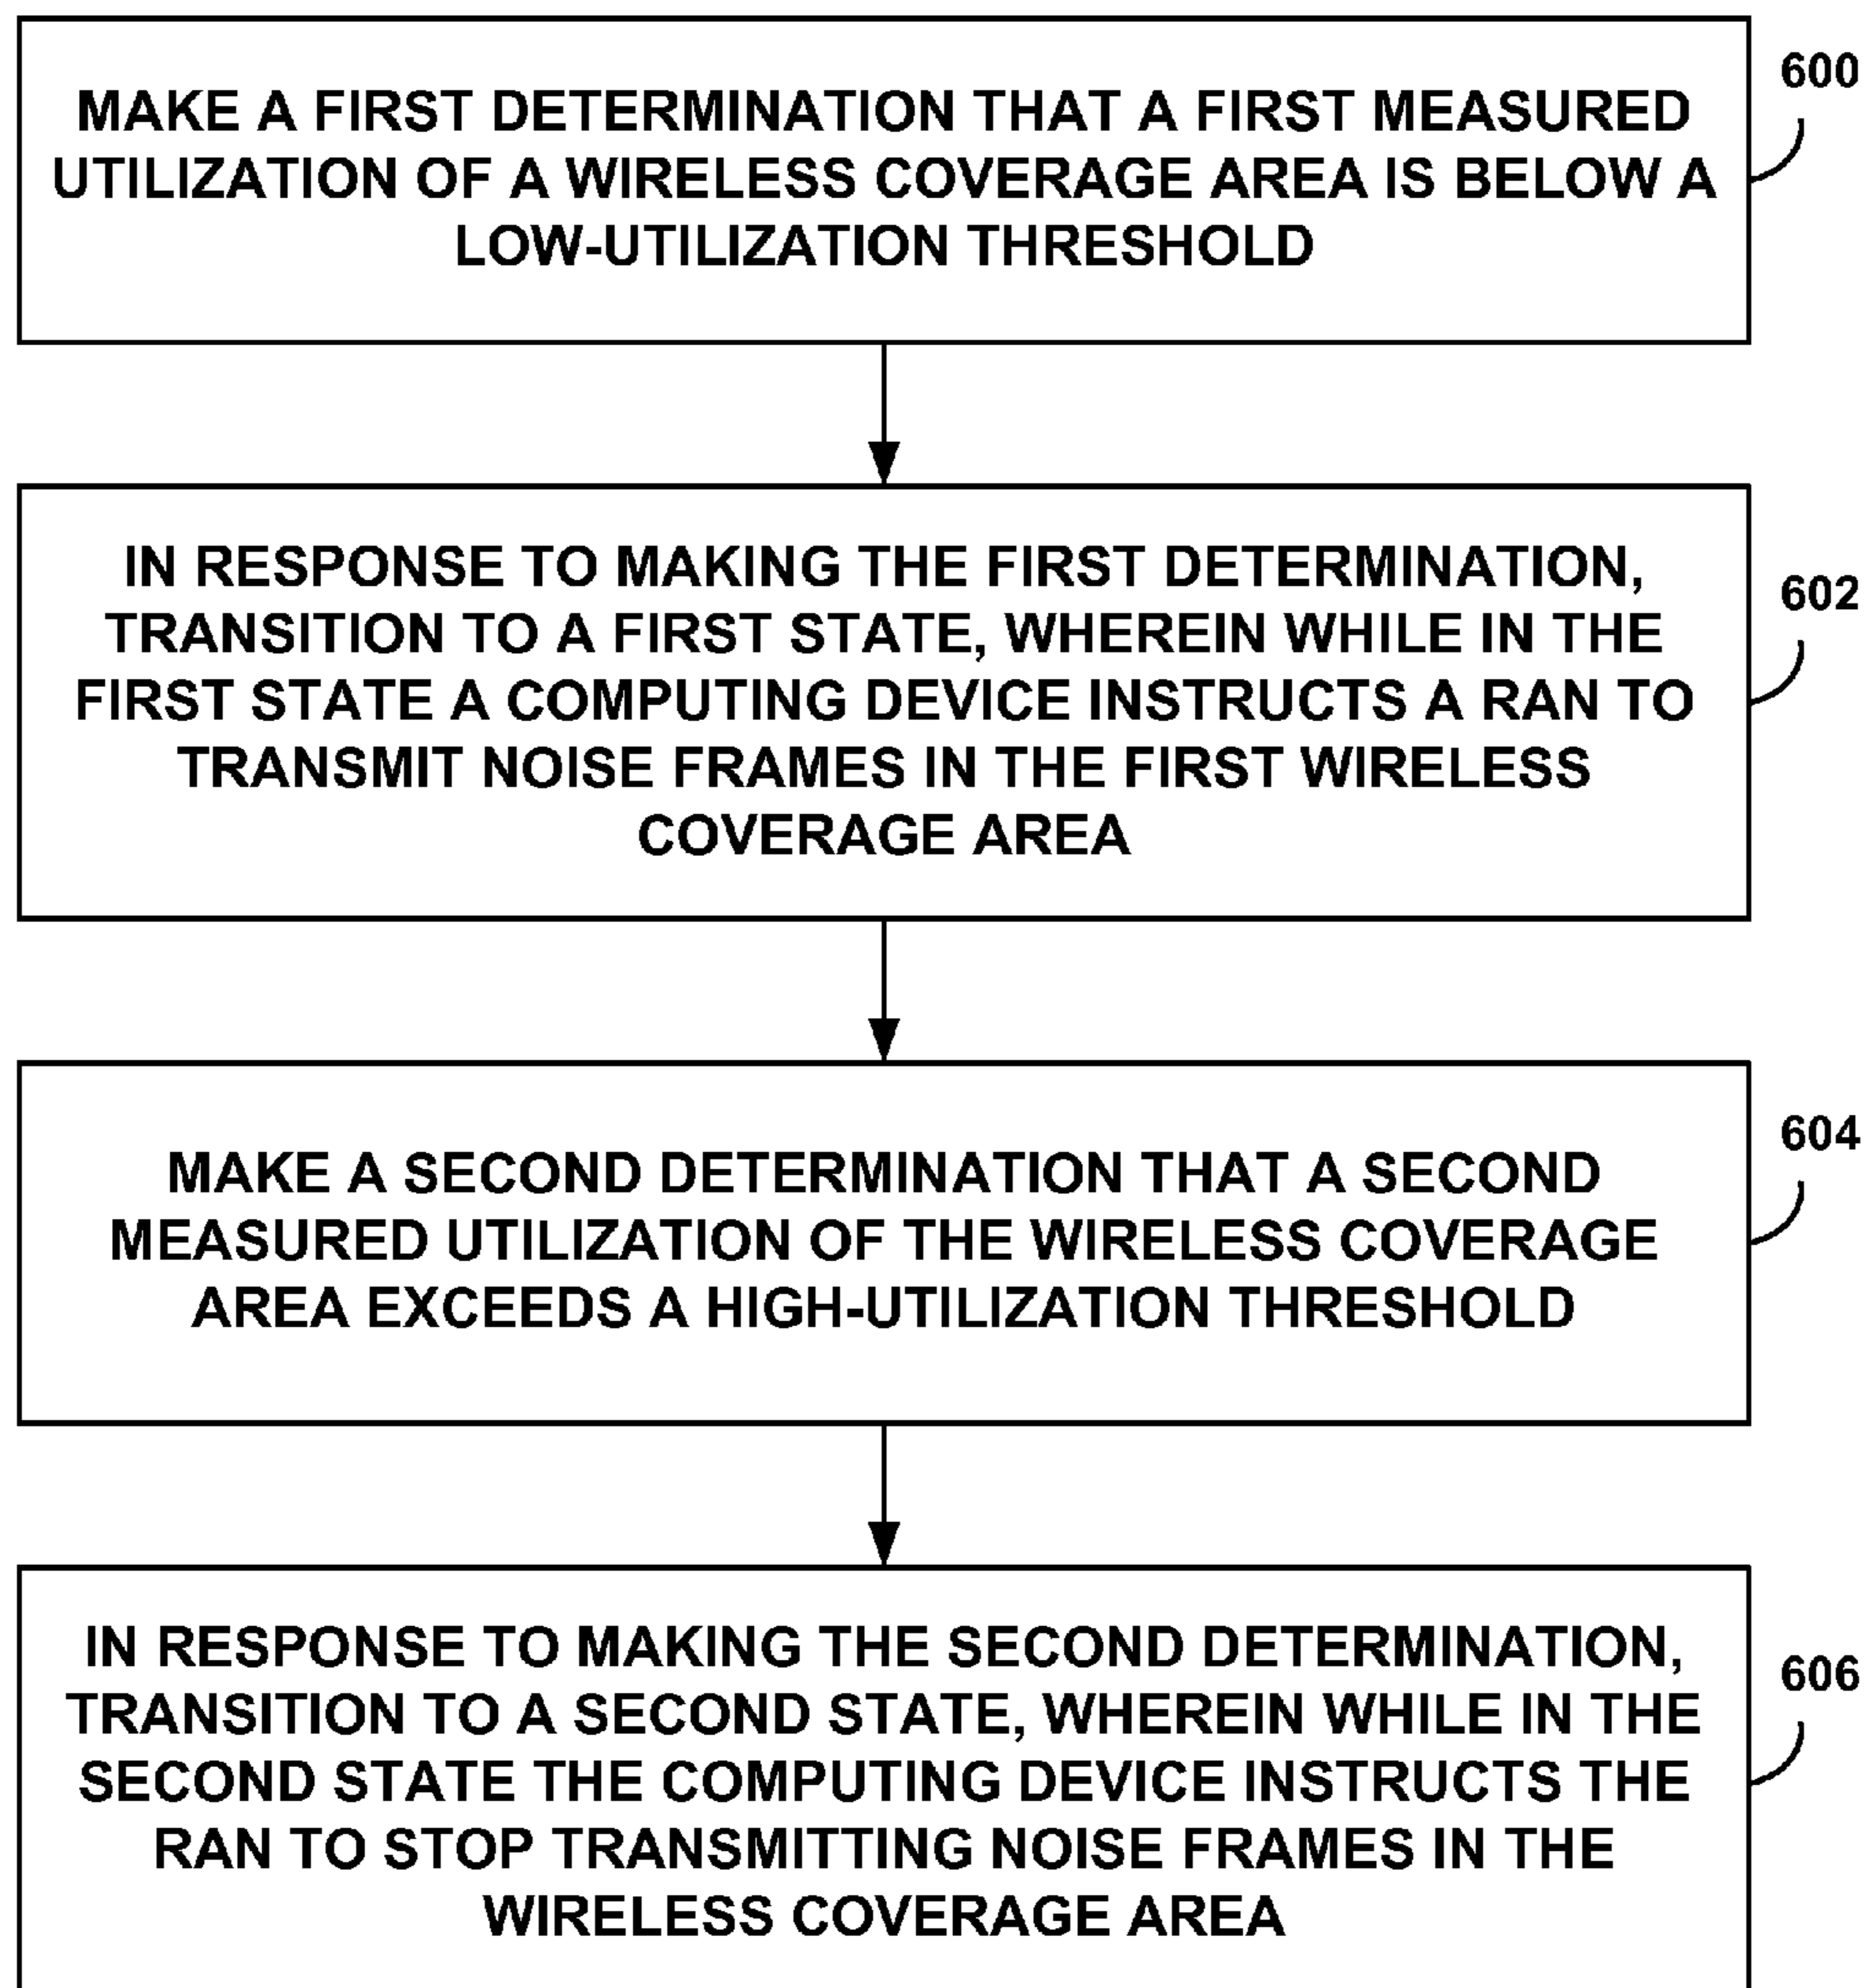 MAKE A FIRST DETERMINATION THAT A FIRST MEASURED
UTILIZATION OF A WIRELESS COVERAGE AREA IS BELOW A
LOW-UTILIZATION THRESHOLD
600
IN RESPONSE TO MAKING THE FIRST DETERMINATION,
TRANSITION TO A FIRST STATE, WHEREIN WHILE IN THE
FIRST STATE A COMPUTING DEVICE INSTRUCTS A RAN TO
TRANSMIT NOISE FRAMES IN THE FIRST WIRELESS
COVERAGE AREA
602
MAKE A SECOND DETERMINATION THAT A SECOND
MEASURED UTILIZATION OF THE WIRELESS COVERAGE
AREA EXCEEDS A HIGH-UTILIZATION THRESHOLD
604
IN RESPONSE TO MAKING THE SECOND DETERMINATION,
TRANSITION TO A SECOND STATE, WHEREIN WHILE IN THE
SECOND STATE THE COMPUTING DEVICE INSTRUCTS THE
RAN TO STOP TRANSMITTING NOISE FRAMES IN THE
WIRELESS COVERAGE AREA
606